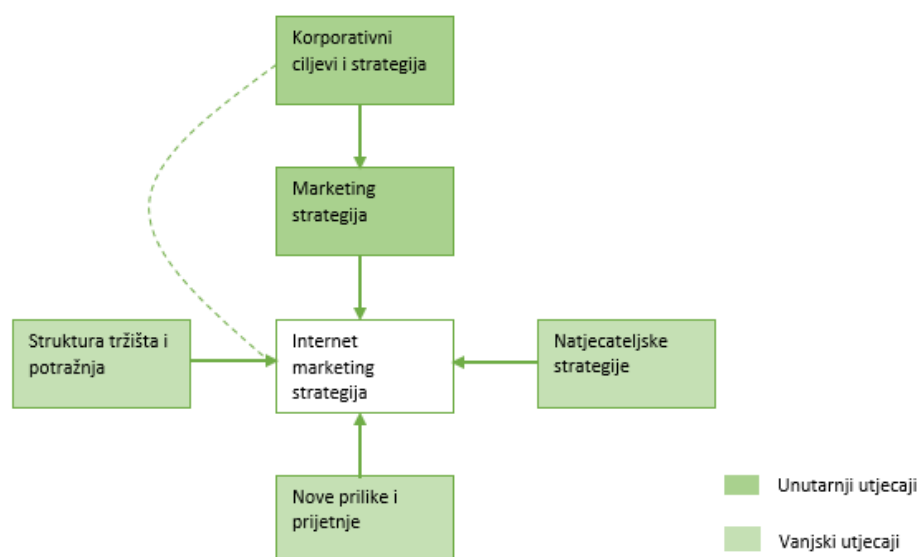 Korporativni
ciljevi i strategija
Marketing
strategija
Struktura tržišta i
potražnja
Internet
marketing
strategija
Natjecateljske
strategije
Nove prilike i
prijetnje
Unutarnji utjecaji
Vanjski utjecaji